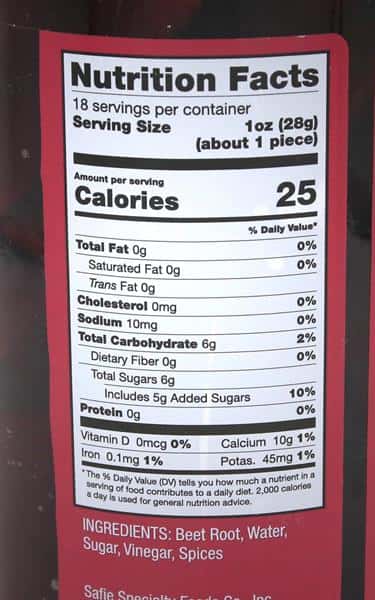 Nutrition Facts
18 servings per container
Serving Size 1oz (28g)
(about 1 piece)
Amount per serving
Calories 25
% Daily Value*
Total Fat 0g 0%
Saturated Fat 0g 0%
Trans Fat 0g
Cholesterol 0mg 0%
Sodium 10mg 0%
Total Carbohydrate 6g 2%
Dietary Fiber 0g 0%
Total Sugars 6g
Includes 5g Added Sugars 10%
Protein 0g 0%
Vitamin D 0mcg 0% Calcium 10g 1%
Iron 0.1mg 1% Potas. 45mg 1%
*The % Daily Value (DV) tells you how much a nutrient in a
serving of food contributes to a daily diet. 2,000 calories
a day is used for general nutrition advice.
INGREDIENTS: Beet Root, Water,
Sugar, Vinegar, Spices
Safie Specialty Foods Co., Inc.